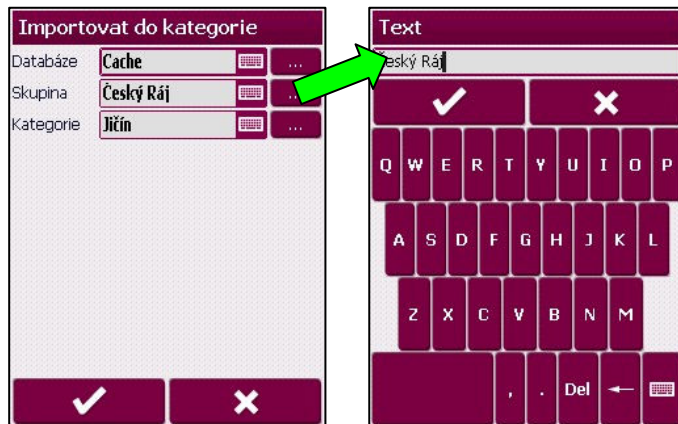 Importovat do kategorie
Databáze Cache ...
Skupina Český Ráj ...
Kategorie Jičín ...
Text
Český Ráj
Q W E R T Y U I O P
A S D F G H J K L
Z X C V B N M
, . Del ←